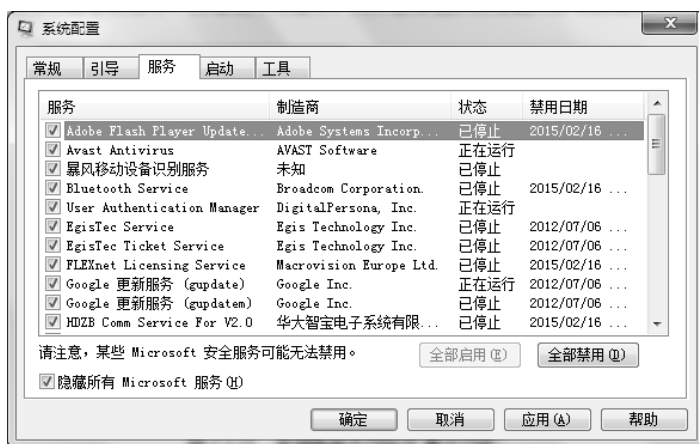 系统配置
常规 引导 服务 启动 工具
服务 制造商 状态 禁用日期
Adobe Flash Player Update... Adobe Systems Incorp... 已停止 2015/02/16 ...
Avast Antivirus AVAST Software 正在运行
暴风移动设备识别服务 未知 已停止
Bluetooth Service Broadcom Corporation. 已停止 2015/02/16 ...
User Authentication Manager DigitalPersona, Inc. 正在运行
EgisTec Service Egis Technology Inc. 已停止 2012/07/06 ...
EgisTec Ticket Service Egis Technology Inc. 已停止 2012/07/06 ...
FLEXnet Licensing Service Macrovision Europe Ltd. 已停止 2015/02/16 ...
Google 更新服务 (gupdate) Google Inc. 正在运行 2012/07/06 ...
Google 更新服务 (gupdatem) Google Inc. 已停止 2012/07/06 ...
HDZB Comm Service For V2.0 华大智宝电子系统有限... 已停止 2015/02/16 ...
请注意，某些 Microsoft 安全服务可能无法禁用。 全部启用(E) 全部禁用(D)
隐藏所有 Microsoft 服务(H)
确定 取消 应用(A) 帮助